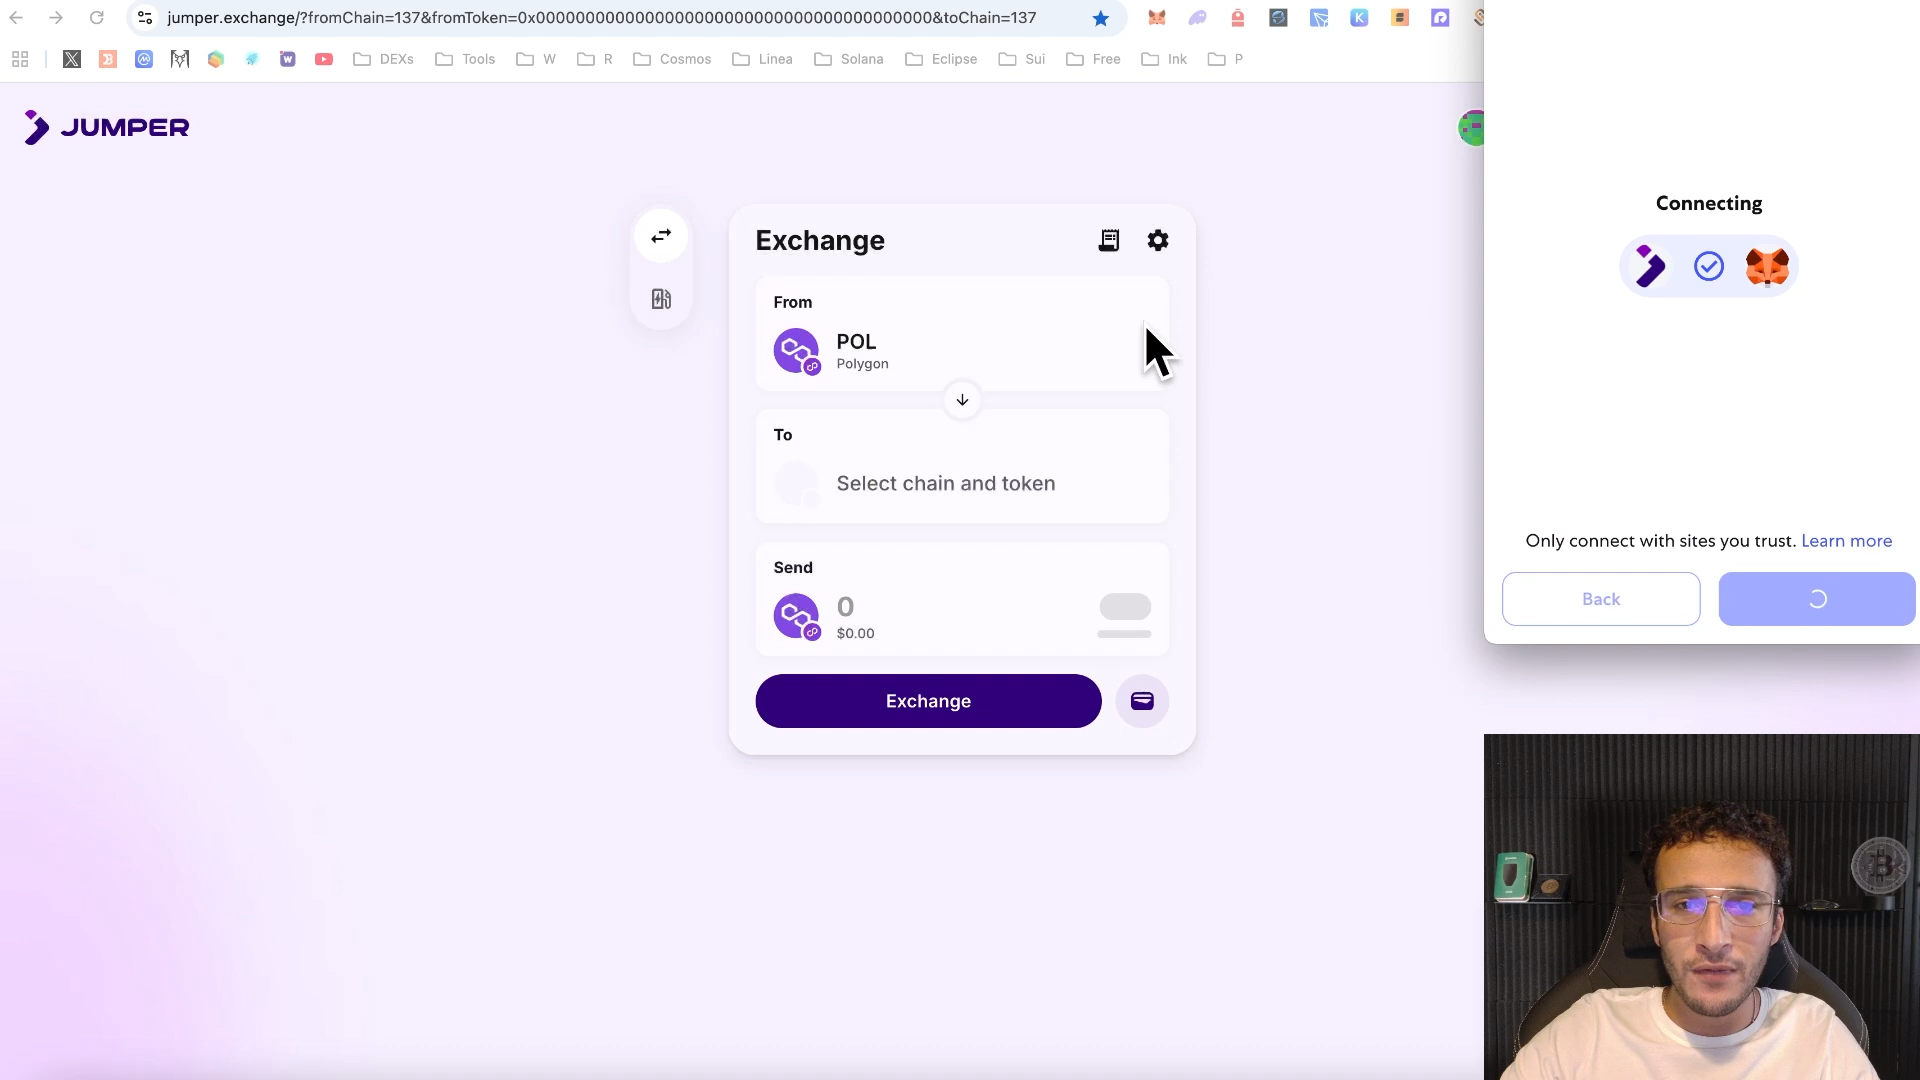 jumper.exchange/?fromChain=137&fromToken=0x0000000000000000000000000000000000000000&toChain=137
DEXs
Tools
W
R
Cosmos
Linea
Solana
Eclipse
Sui
Free
Ink
P
JUMPER
Exchange
From
POL
Polygon
To
Select chain and token
Send
0
$0.00
Exchange
Connecting
Only connect with sites you trust. Learn more
Back